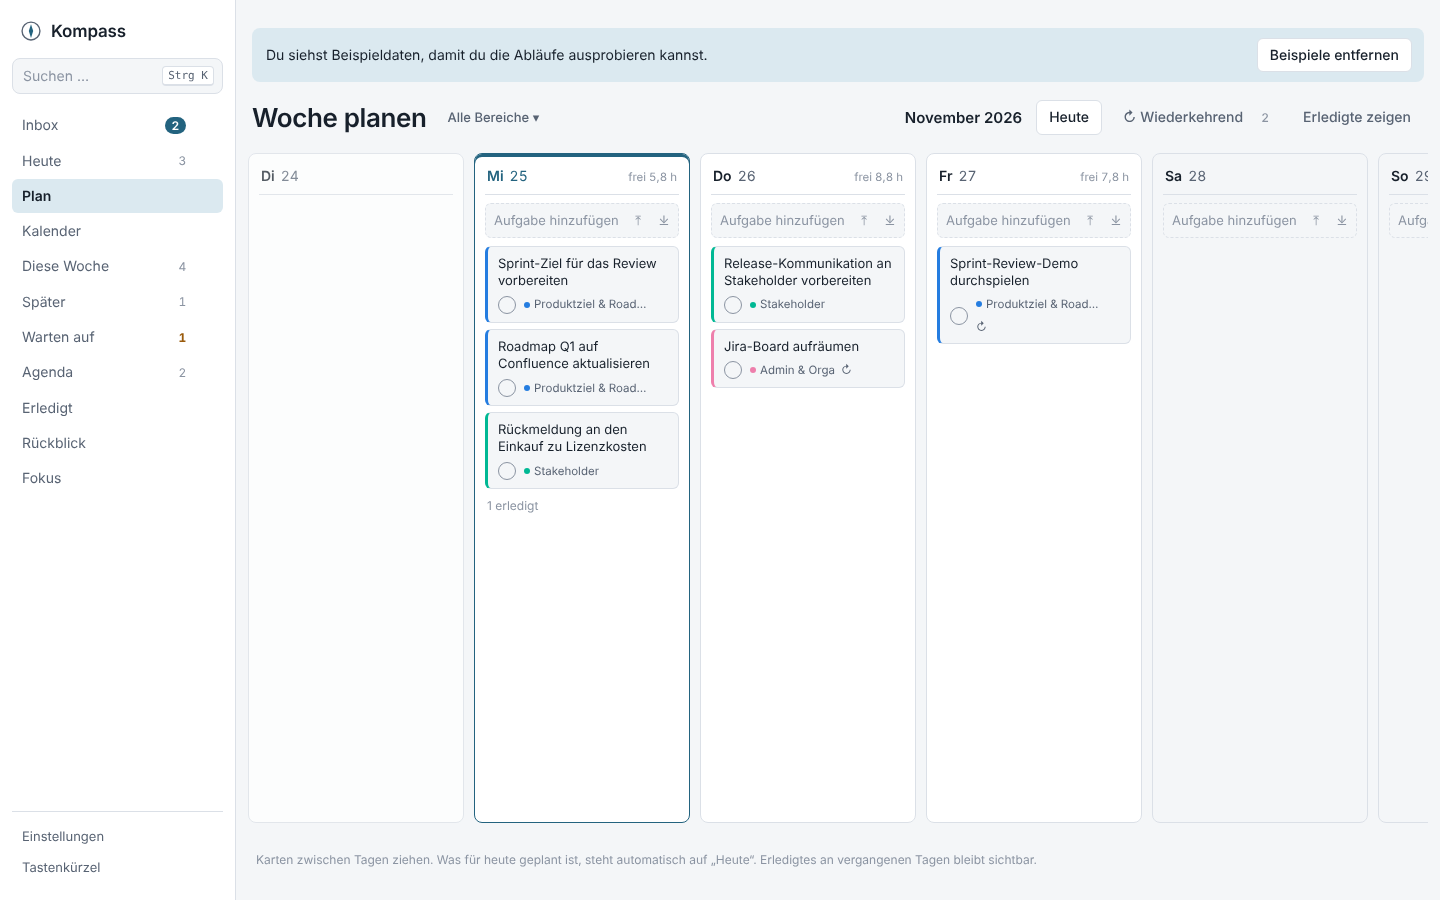 Kompass
Suchen ...
Strg K
Inbox 2
Heute 3
Plan
Kalender
Diese Woche 4
Später 1
Warten auf 1
Agenda 2
Erledigt
Rückblick
Fokus
Einstellungen
Tastenkürzel
Du siehst Beispieldaten, damit du die Abläufe ausprobieren kannst.
Beispiele entfernen
Woche planen
Alle Bereiche ▾
November 2026
Heute
Wiederkehrend 2
Erledigte zeigen
Di 24
Mi 25
frei 5,8 h
Aufgabe hinzufügen
Sprint-Ziel für das Review
vorbereiten
Produktziel & Road...
Roadmap Q1 auf
Confluence aktualisieren
Produktziel & Road...
Rückmeldung an den
Einkauf zu Lizenzkosten
Stakeholder
1 erledigt
Do 26
frei 8,8 h
Aufgabe hinzufügen
Release-Kommunikation an
Stakeholder vorbereiten
Stakeholder
Jira-Board aufräumen
Admin & Orga
Fr 27
frei 7,8 h
Aufgabe hinzufügen
Sprint-Review-Demo
durchspielen
Produktziel & Road...
Sa 28
Aufgabe hinzufügen
So 29
Aufg
Karten zwischen Tagen ziehen. Was für heute geplant ist, steht automatisch auf „Heute“. Erledigtes an vergangenen Tagen bleibt sichtbar.